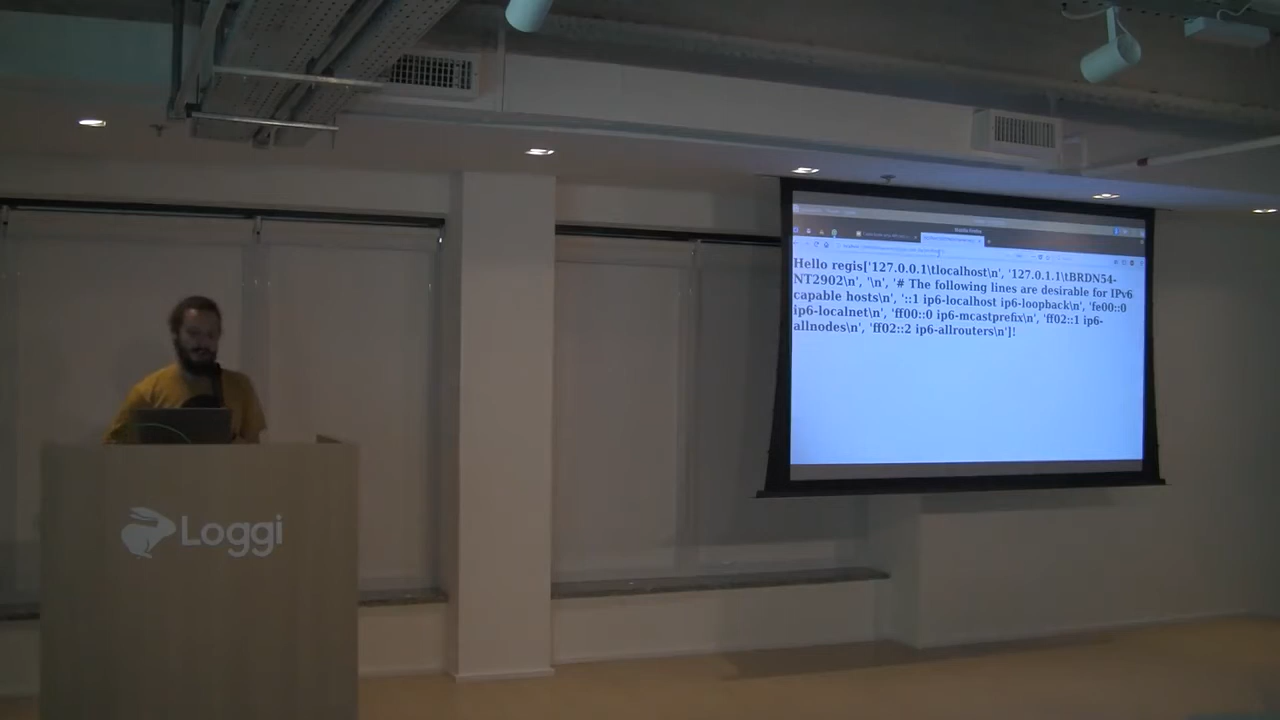 Hello regis['127.0.0.1\tlocalhost\n', '127.0.1.1\tBRDN54-
NT2902\n', '\n', '# The following lines are desirable for IPv6
capable hosts\n', '::1 ip6-localhost ip6-loopback\n', 'fe00::0
ip6-localnet\n', 'ff00::0 ip6-mcastprefix\n', 'ff02::1 ip6-
allnodes\n', 'ff02::2 ip6-allrouters\n']!
Loggi